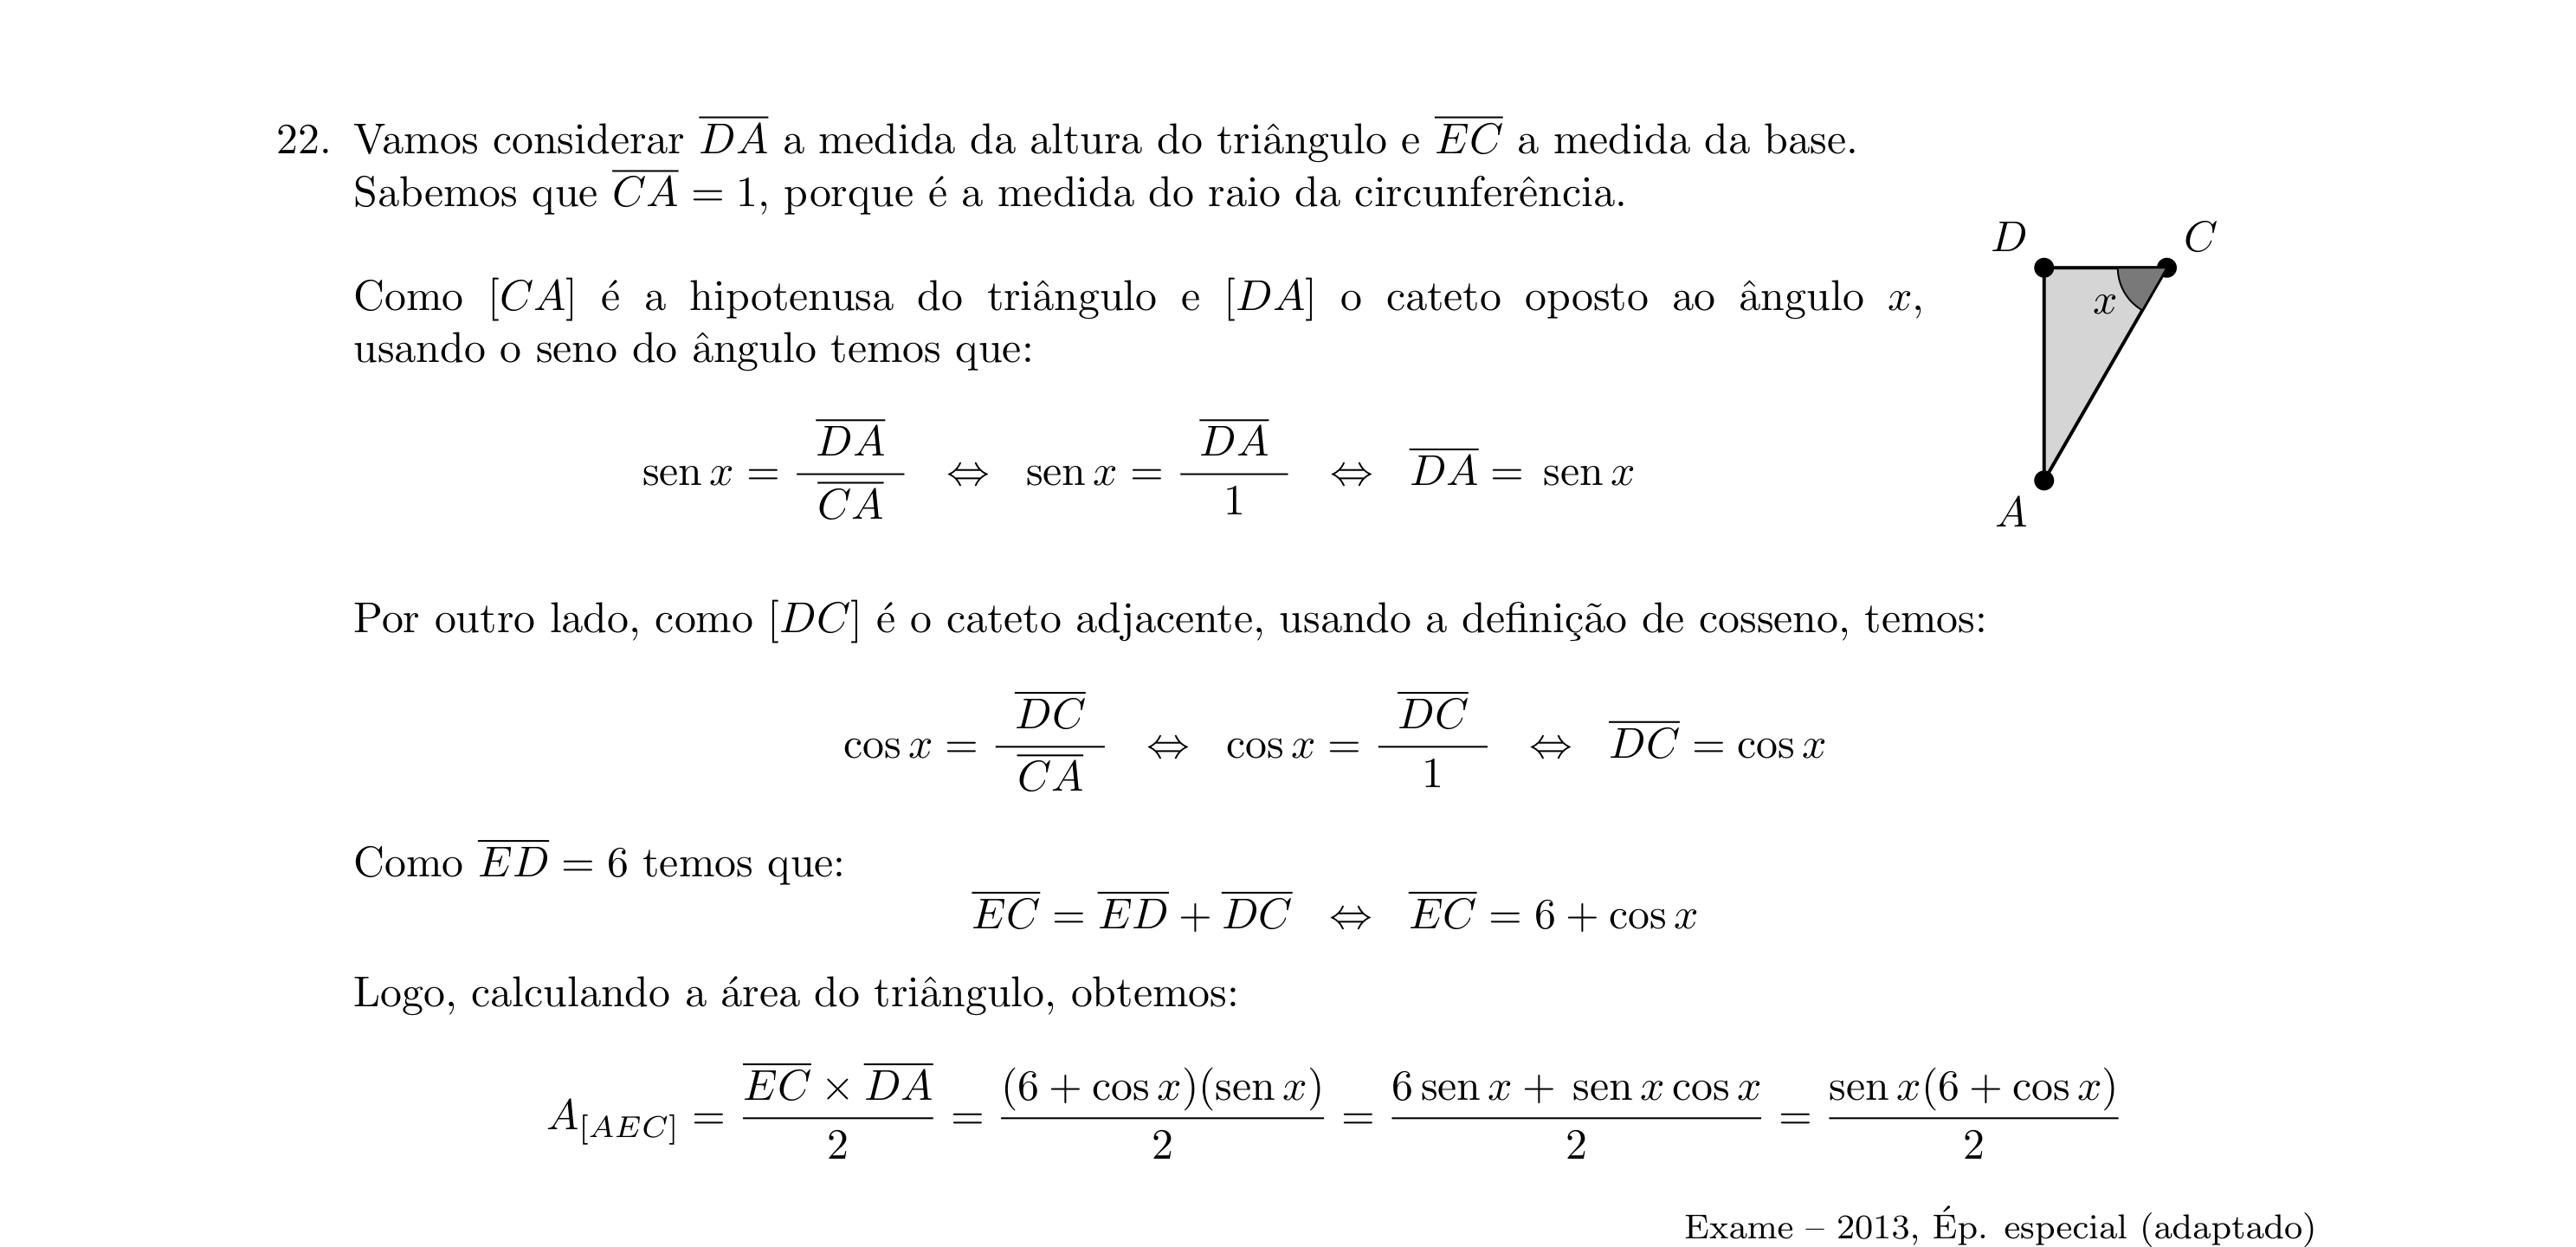 22. Vamos considerar $\overline{DA}$ a medida da altura do triângulo e $\overline{EC}$ a medida da base.
Sabemos que $\overline{CA} = 1$, porque é a medida do raio da circunferência.
D C
Como [CA] é a hipotenusa do triângulo e [DA] o cateto oposto ao ângulo x,
x
usando o seno do ângulo temos que:
$\operatorname{sen} x = \frac{\overline{DA}}{\overline{CA}} \Leftrightarrow \operatorname{sen} x = \frac{\overline{DA}}{1} \Leftrightarrow \overline{DA} = \operatorname{sen} x$
A
Por outro lado, como [DC] é o cateto adjacente, usando a definição de cosseno, temos:
$\cos x = \frac{\overline{DC}}{\overline{CA}} \Leftrightarrow \cos x = \frac{\overline{DC}}{1} \Leftrightarrow \overline{DC} = \cos x$
Como $\overline{ED} = 6$ temos que:
$\overline{EC} = \overline{ED} + \overline{DC} \Leftrightarrow \overline{EC} = 6 + \cos x$
Logo, calculando a área do triângulo, obtemos:
$A_{[AEC]} = \frac{\overline{EC} \times \overline{DA}}{2} = \frac{(6 + \cos x)(\operatorname{sen} x)}{2} = \frac{6 \operatorname{sen} x + \operatorname{sen} x \cos x}{2} = \frac{\operatorname{sen} x(6 + \cos x)}{2}$
Exame – 2013, Ép. especial (adaptado)